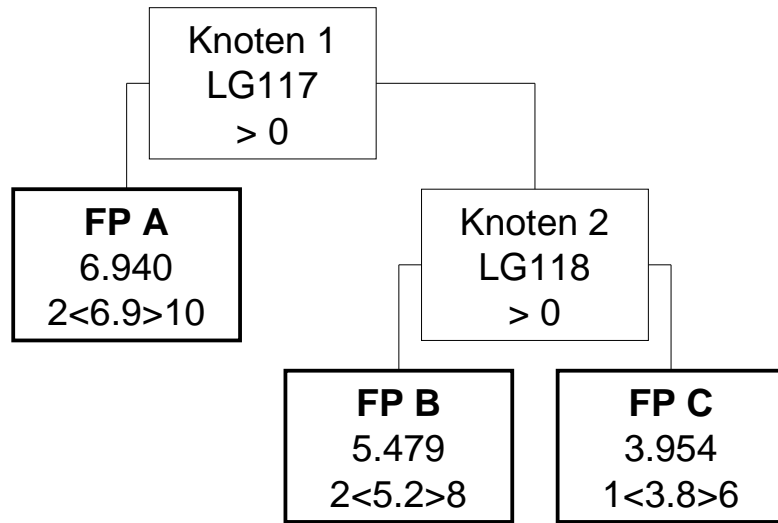 Knoten 1
LG117
> 0
FP A
6.940
2<6.9>10
Knoten 2
LG118
> 0
FP B
5.479
2<5.2>8
FP C
3.954
1<3.8>6